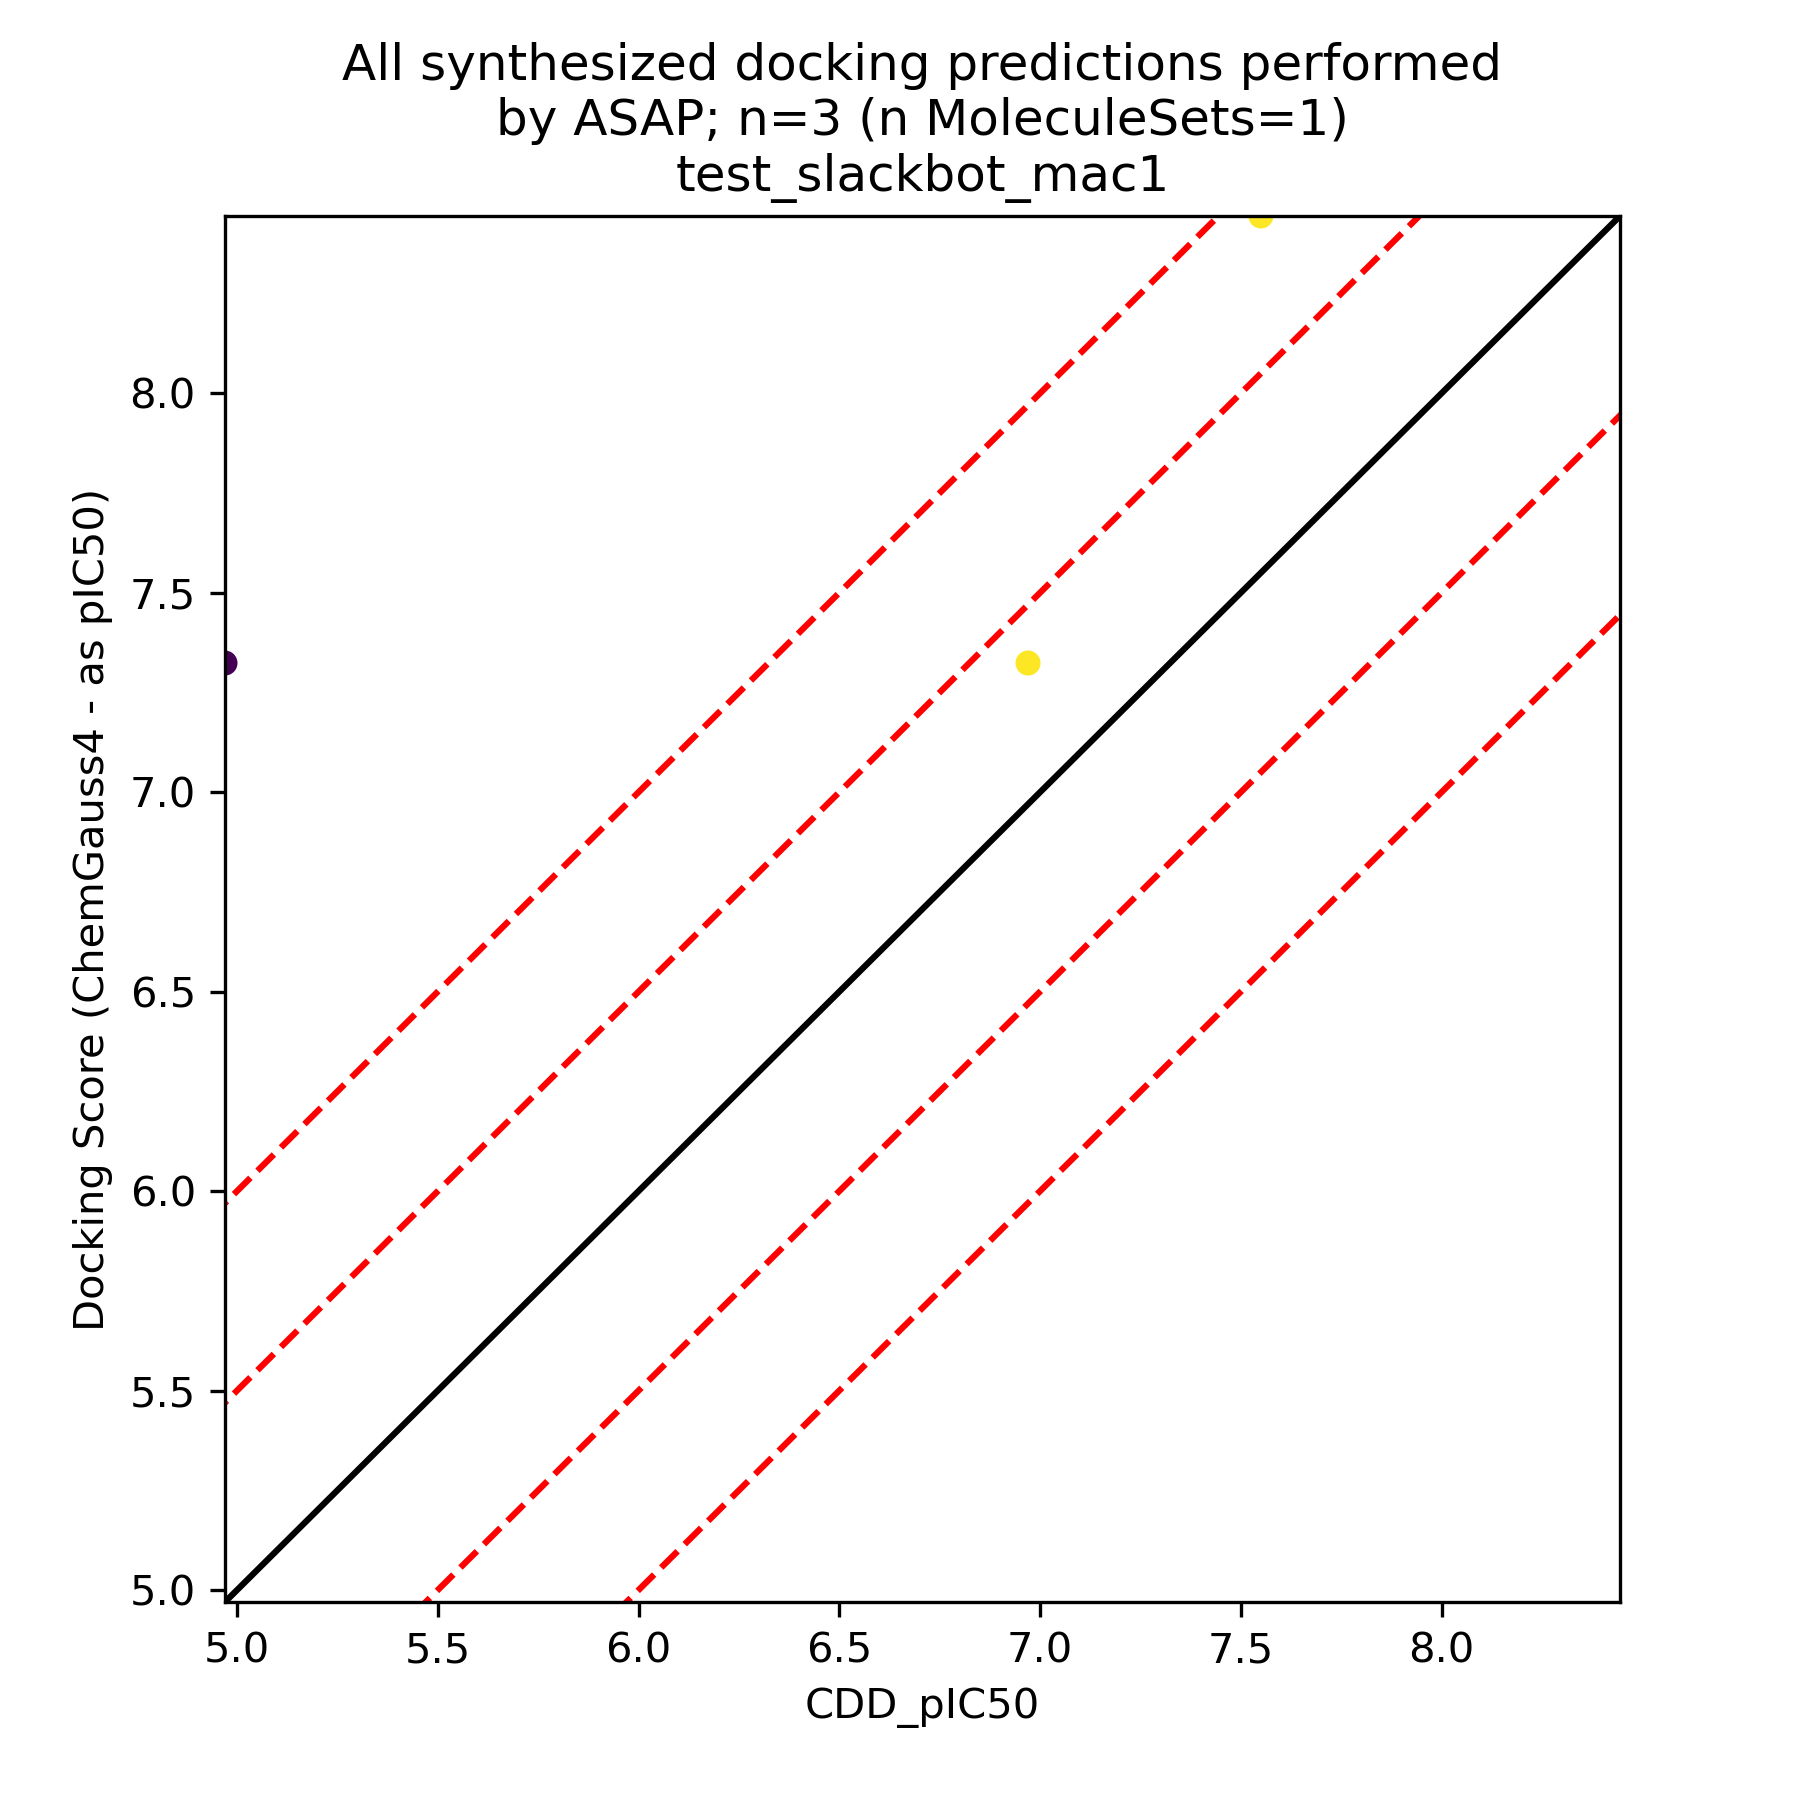 All synthesized docking predictions performed
by ASAP; n=3 (n MoleculeSets=1)
test_slackbot_mac1
Docking Score (ChemGauss4 - as pIC50)
8.0
7.5
7.0
6.5
6.0
5.5
5.0
5.0 5.5 6.0 6.5 7.0 7.5 8.0
CDD_pIC50